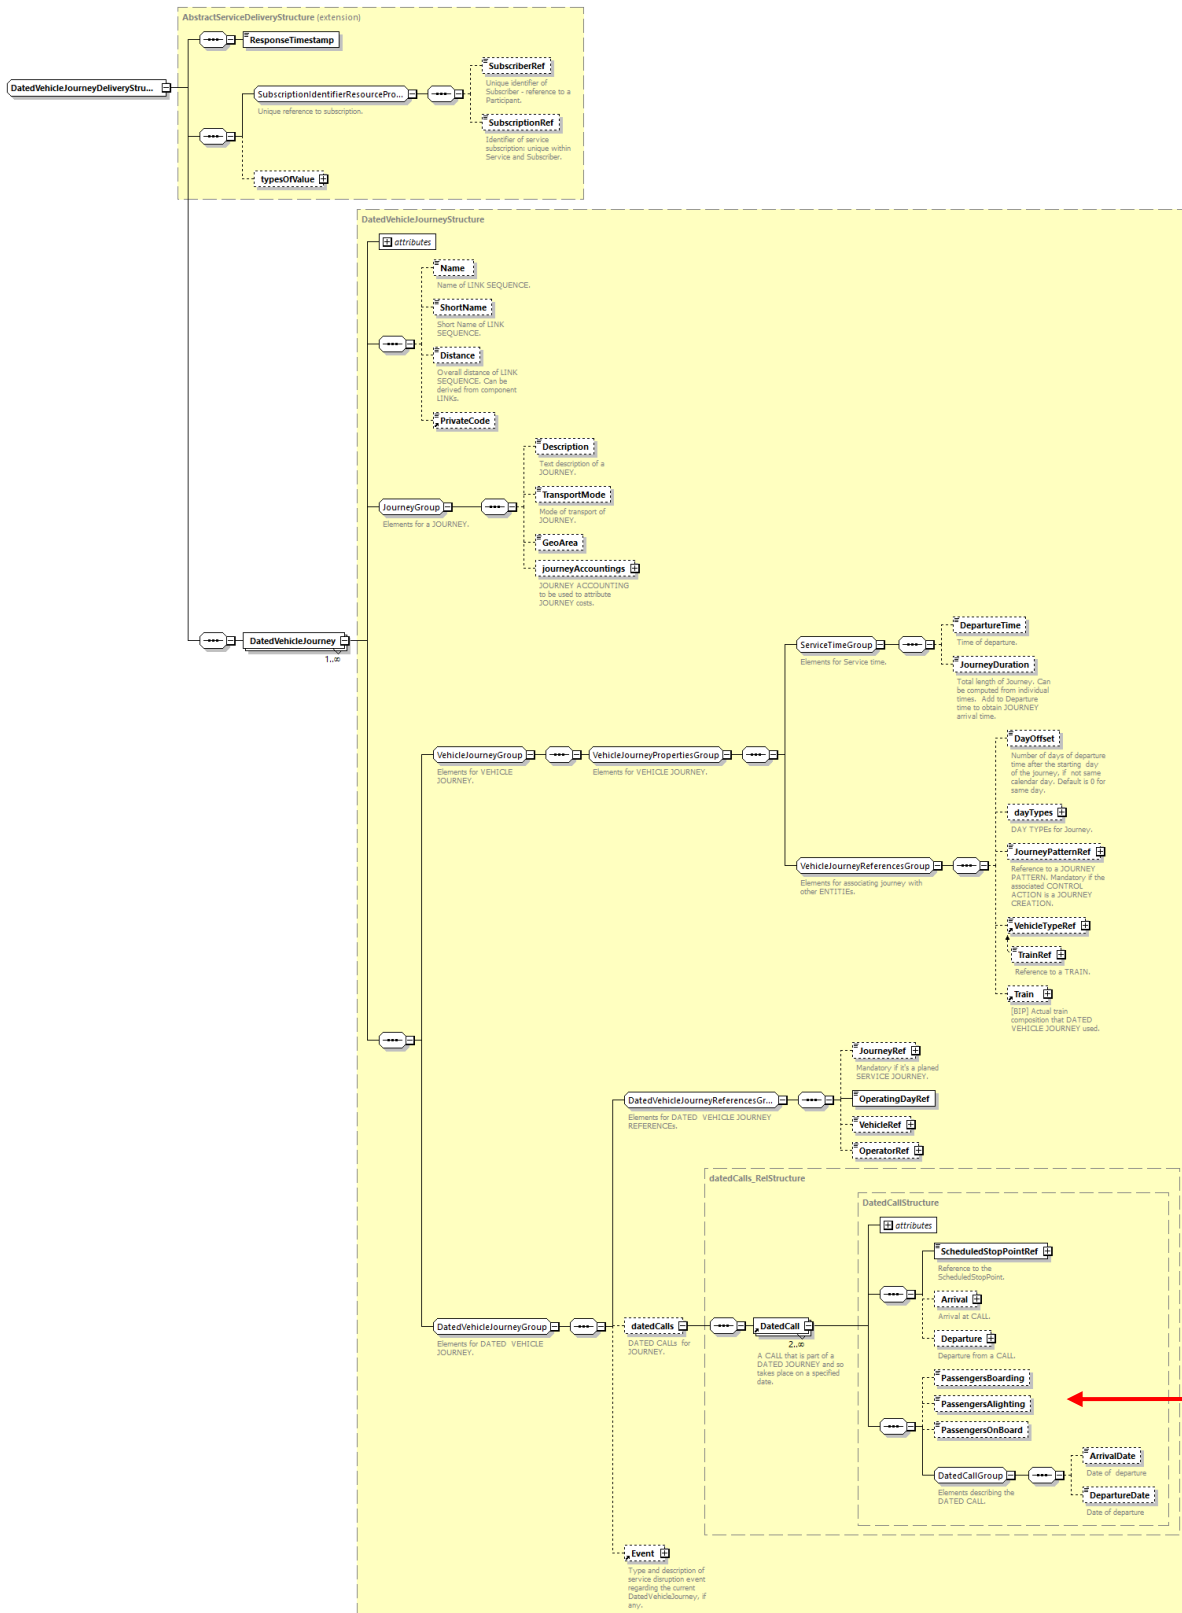 AbstractServiceDeliveryStructure (extension)
ResponseTimestamp
DatedVehicleJourneyDeliveryStru...
SubscriptionIdentifierResourcePro...
Unique reference to subscription.
SubscriberRef
Unique identifier of
Subscriber - reference to a
Participant.
SubscriptionRef
Identifier of service
subscription: unique within
Service and Subscriber.
typesOfValue
DatedVehicleJourneyStructure
attributes
Name
Name of LINK SEQUENCE.
ShortName
Short Name of LINK
SEQUENCE.
Distance
Overall distance of LINK
SEQUENCE. Can be
derived from component
LINKs.
PrivateCode
JourneyGroup
Elements for a JOURNEY.
Description
Text description of a
JOURNEY.
TransportMode
Mode of transport of
JOURNEY.
GeoArea
journeyAccountings
JOURNEY ACCOUNTING
to be used to attribute
JOURNEY costs.
DatedVehicleJourney
1..∞
VehicleJourneyGroup
Elements for VEHICLE
JOURNEY.
VehicleJourneyPropertiesGroup
Elements for VEHICLE JOURNEY.
ServiceTimeGroup
Elements for Service time.
DepartureTime
Time of departure.
JourneyDuration
Total length of Journey. Can
be computed from individual
times. Add to Departure
time to obtain JOURNEY
arrival time.
VehicleJourneyReferencesGroup
Elements for associating journey with
other ENTITIEs.
DayOffset
Number of days of departure
time after the starting day
of the Journey, if not same
calendar day. Default is 0 for
same day.
dayTypes
DAY TYPEs for Journey.
JourneyPatternRef
Reference to a JOURNEY
PATTERN. Mandatory if the
associated CONTROL
ACTION is a JOURNEY
CREATION.
VehicleTypeRef
TrainRef
Reference to a TRAIN.
Train
[BIP] Actual train
composition that DATED
VEHICLE JOURNEY used.
DatedVehicleJourneyReferencesGr...
Elements for DATED VEHICLE JOURNEY
REFERENCEs.
JourneyRef
Mandatory if it's a planed
SERVICE JOURNEY.
OperatingDayRef
VehicleRef
OperatorRef
DatedVehicleJourneyGroup
Elements for DATED VEHICLE
JOURNEY.
datedCalls
DATED CALLs for
JOURNEY.
datedCalls_RelStructure
DatedCall
2..∞
A CALL that is part of a
DATED JOURNEY and so
takes place on a specified
date.
DatedCallStructure
attributes
ScheduledStopPointRef
Reference to the
ScheduledStopPoint.
Arrival
Arrival at CALL.
Departure
Departure from a CALL.
PassengersBoarding
PassengersAlighting
PassengersOnBoard
DatedCallGroup
Elements describing the
DATED CALL.
ArrivalDate
Date of departure
DepartureDate
Date of departure
Event
Type and description of
service disruption event
regarding the current
DatedVehicleJourney, if
any.